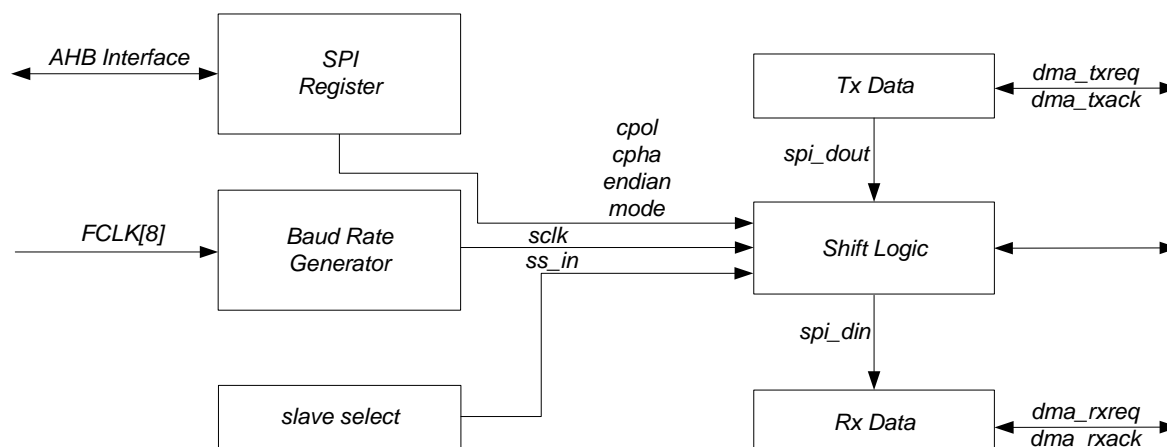 AHB Interface
SPI
Register
Tx Data
dma_txreq
dma_txack
cpol
cpha
endian
mode
spi_dout
FCLK[8]
Baud Rate
Generator
sclk
ss_in
Shift Logic
spi_din
slave select
Rx Data
dma_rxreq
dma_rxack